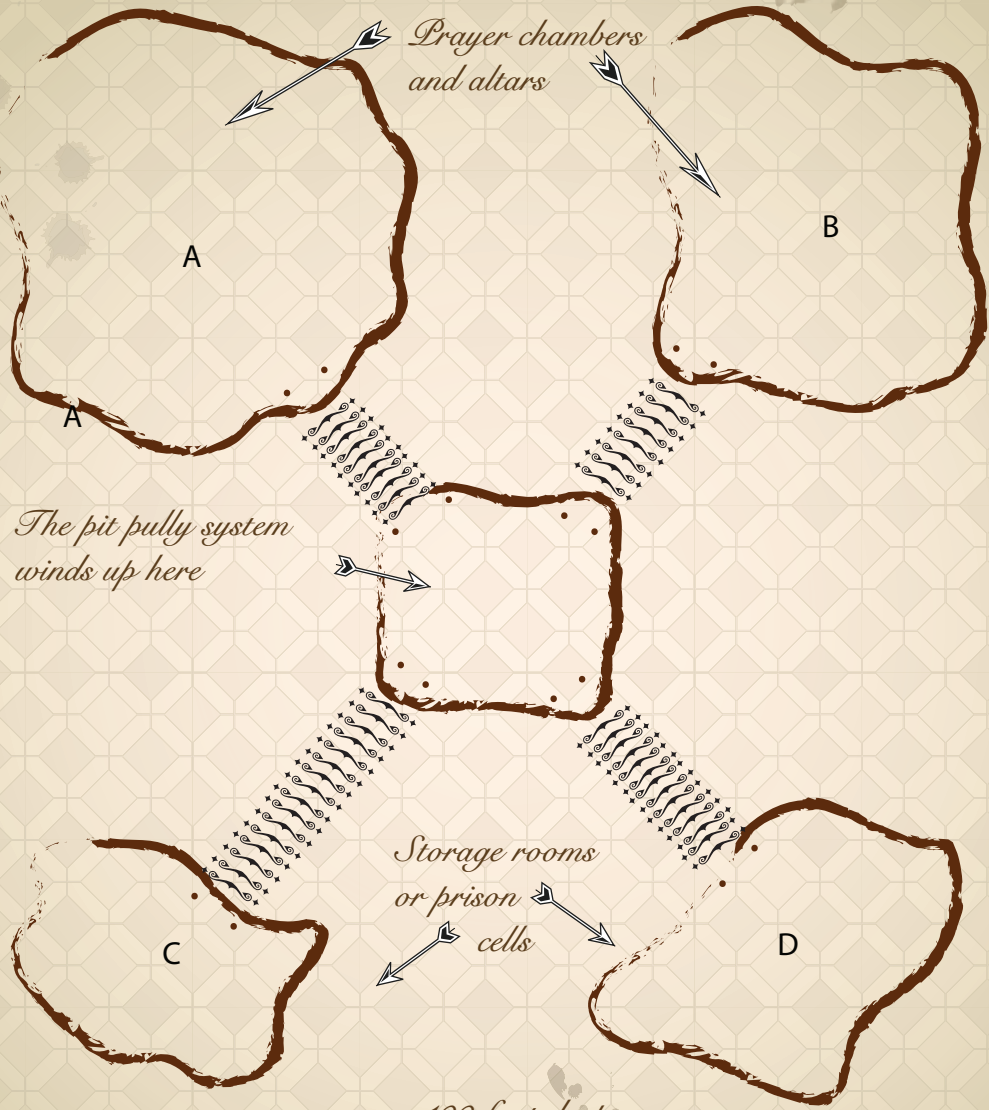 Prayer chambers
and altars
B
A
A
The pit pully system
winds up here
Storage rooms
or prison
cells
C
D